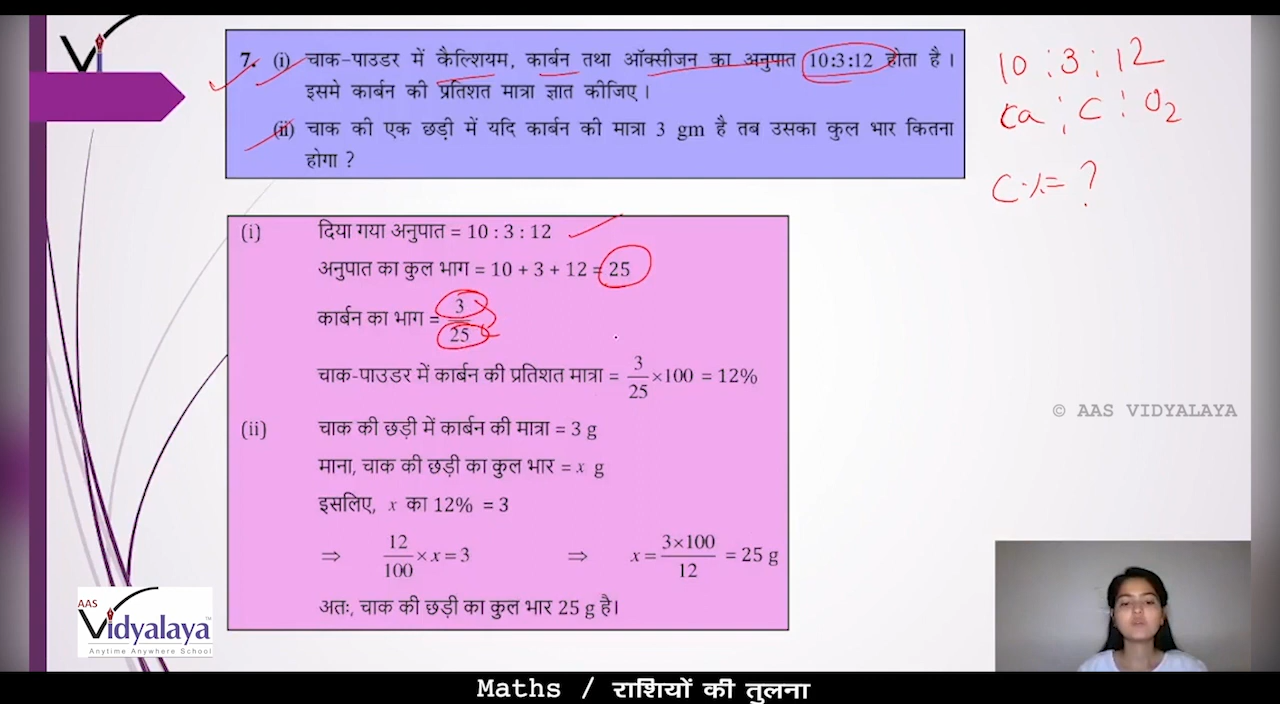 7. (i) चाक-पाउडर में कैल्शियम, कार्बन तथा ऑक्सीजन का अनुपात 10:3:12 होता है।
इसमे कार्बन की प्रतिशत मात्रा ज्ञात कीजिए।
(ii) चाक की एक छड़ी में यदि कार्बन की मात्रा 3 gm है तब उसका कुल भार कितना
होगा ?
10 : 3 : 12
Ca : C : O2
C % = ?
(i) दिया गया अनुपात = 10 : 3 : 12
अनुपात का कुल भाग = 10 + 3 + 12 = 25
कार्बन का भाग = 3/25
चाक-पाउडर में कार्बन की प्रतिशत मात्रा = 3/25 ×100 = 12%
(ii) चाक की छड़ी में कार्बन की मात्रा = 3 g
माना, चाक की छड़ी का कुल भार = x g
इसलिए, x का 12% = 3
⇒ 12/100 × x = 3 ⇒ x = 3×100/12 = 25 g
अतः, चाक की छड़ी का कुल भार 25 g है।
© AAS VIDYALAYA
AAS
Vidyalaya
TM
Anytime Anywhere School
Maths / राशियों की तुलना